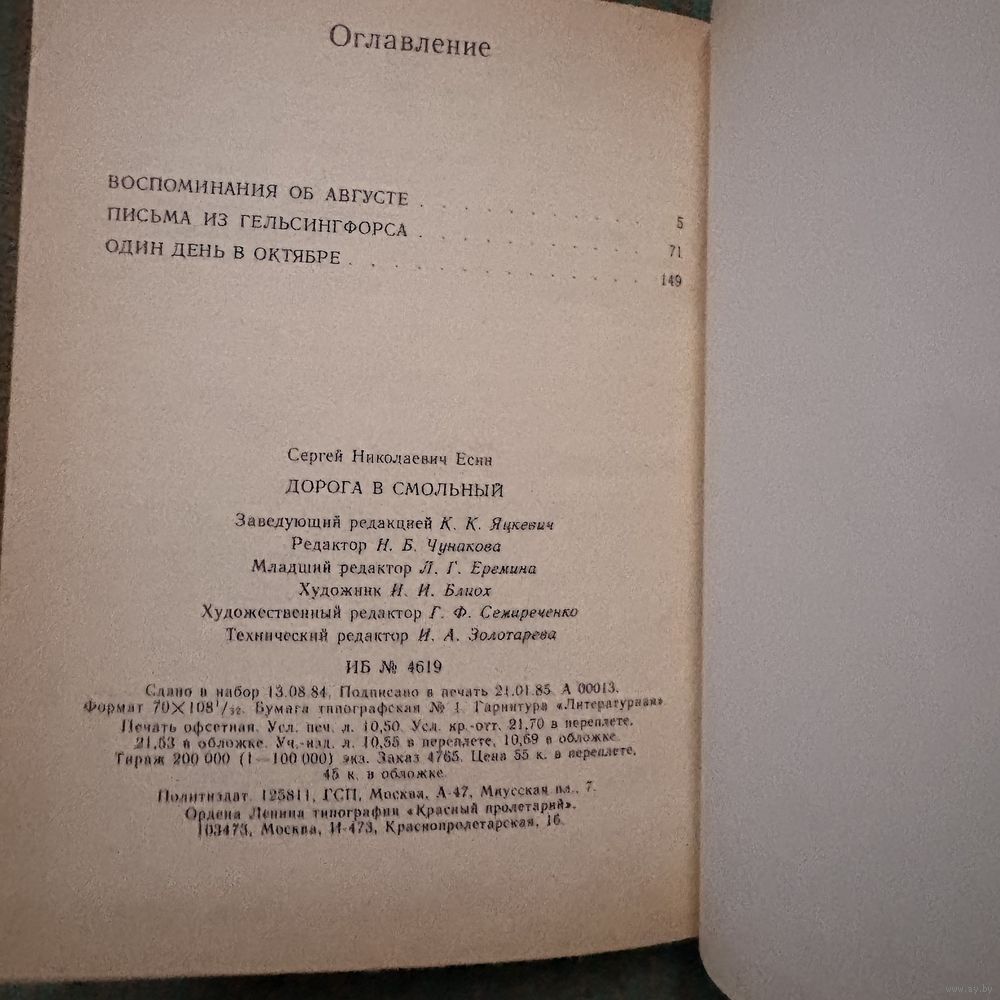 Оглавление
ВОСПОМИНАНИЯ ОБ АВГУСТЕ . . . . . . . . 5
ПИСЬМА ИЗ ГЕЛЬСИНГФОРСА . . . . . . . . 71
ОДИН ДЕНЬ В ОКТЯБРЕ . . . . . . . . . . 149
Сергей Николаевич Есин
ДОРОГА В СМОЛЬНЫЙ
Заведующий редакцией К. К. Яцкевич
Редактор Н. Б. Чунакова
Младший редактор Л. Г. Еремина
Художник И. И. Блиох
Художественный редактор Г. Ф. Семиреченко
Технический редактор И. А. Золотарева
ИБ № 4619
Сдано в набор 13.08.84. Подписано в печать 21.01.85. А 00013.
Формат 70×108¹/₃₂. Бумага типографская № 1. Гарнитура «Литературная».
Печать офсетная. Усл. печ. л. 10,50. Усл. кр.-отт. 21,70 в переплете,
21,53 в обложке. Уч.-изд. л. 10,55 в переплете, 10,69 в обложке.
Тираж 200 000 (1—100 000) экз. Заказ 4765. Цена 55 к. в переплете,
45 к. в обложке.
Политиздат. 125811, ГСП, Москва, А-47, Миусская пл., 7.
Ордена Ленина типография «Красный пролетарий».
103473, Москва, И-473, Краснопролетарская, 16.
www.ay.by